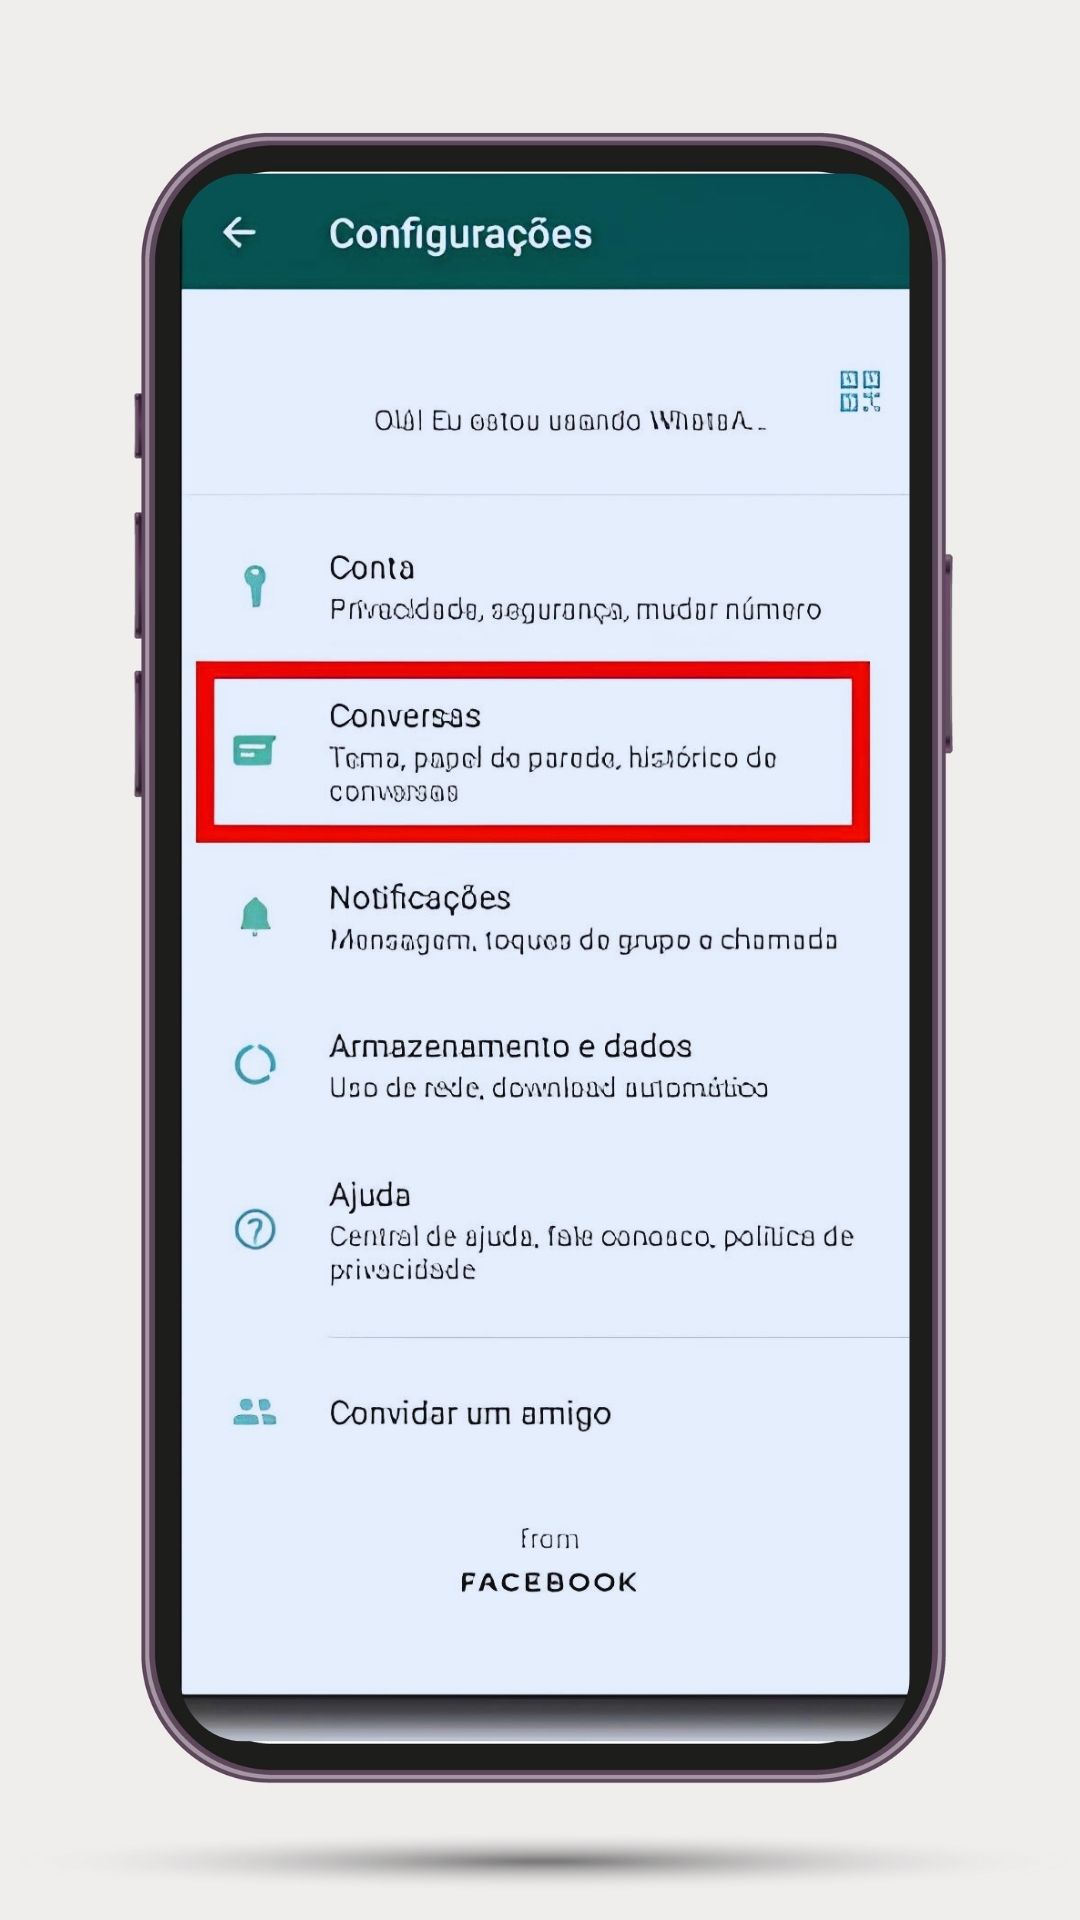 Configurações
Olá! Eu estou usando WhatsA...
Conta
Privacidade, segurança, mudar número
Conversas
Tema, papel de parede, histórico de
conversas
Notificações
Mensagem, toques de grupo e chamada
Armazenamento e dados
Uso de rede, download automático
Ajuda
Central de ajuda, fale conosco, política de
privacidade
Convidar um amigo
from
FACEBOOK